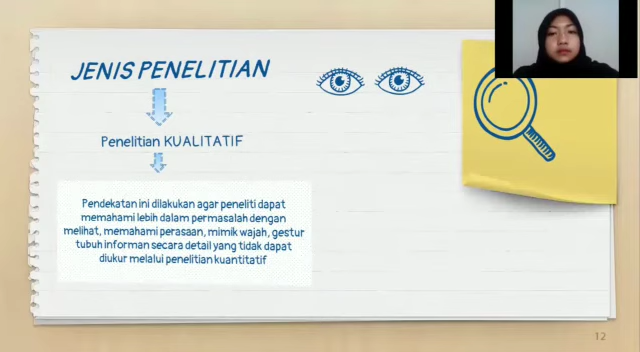 JENIS PENELITIAN
Penelitian KUALITATIF
Pendekatan ini dilakukan agar peneliti dapat
memahami lebih dalam permasalah dengan
melihat, memahami perasaan, mimik wajah, gestur
tubuh informan secara detail yang tidak dapat
diukur melalui penelitian kuantitatif
12